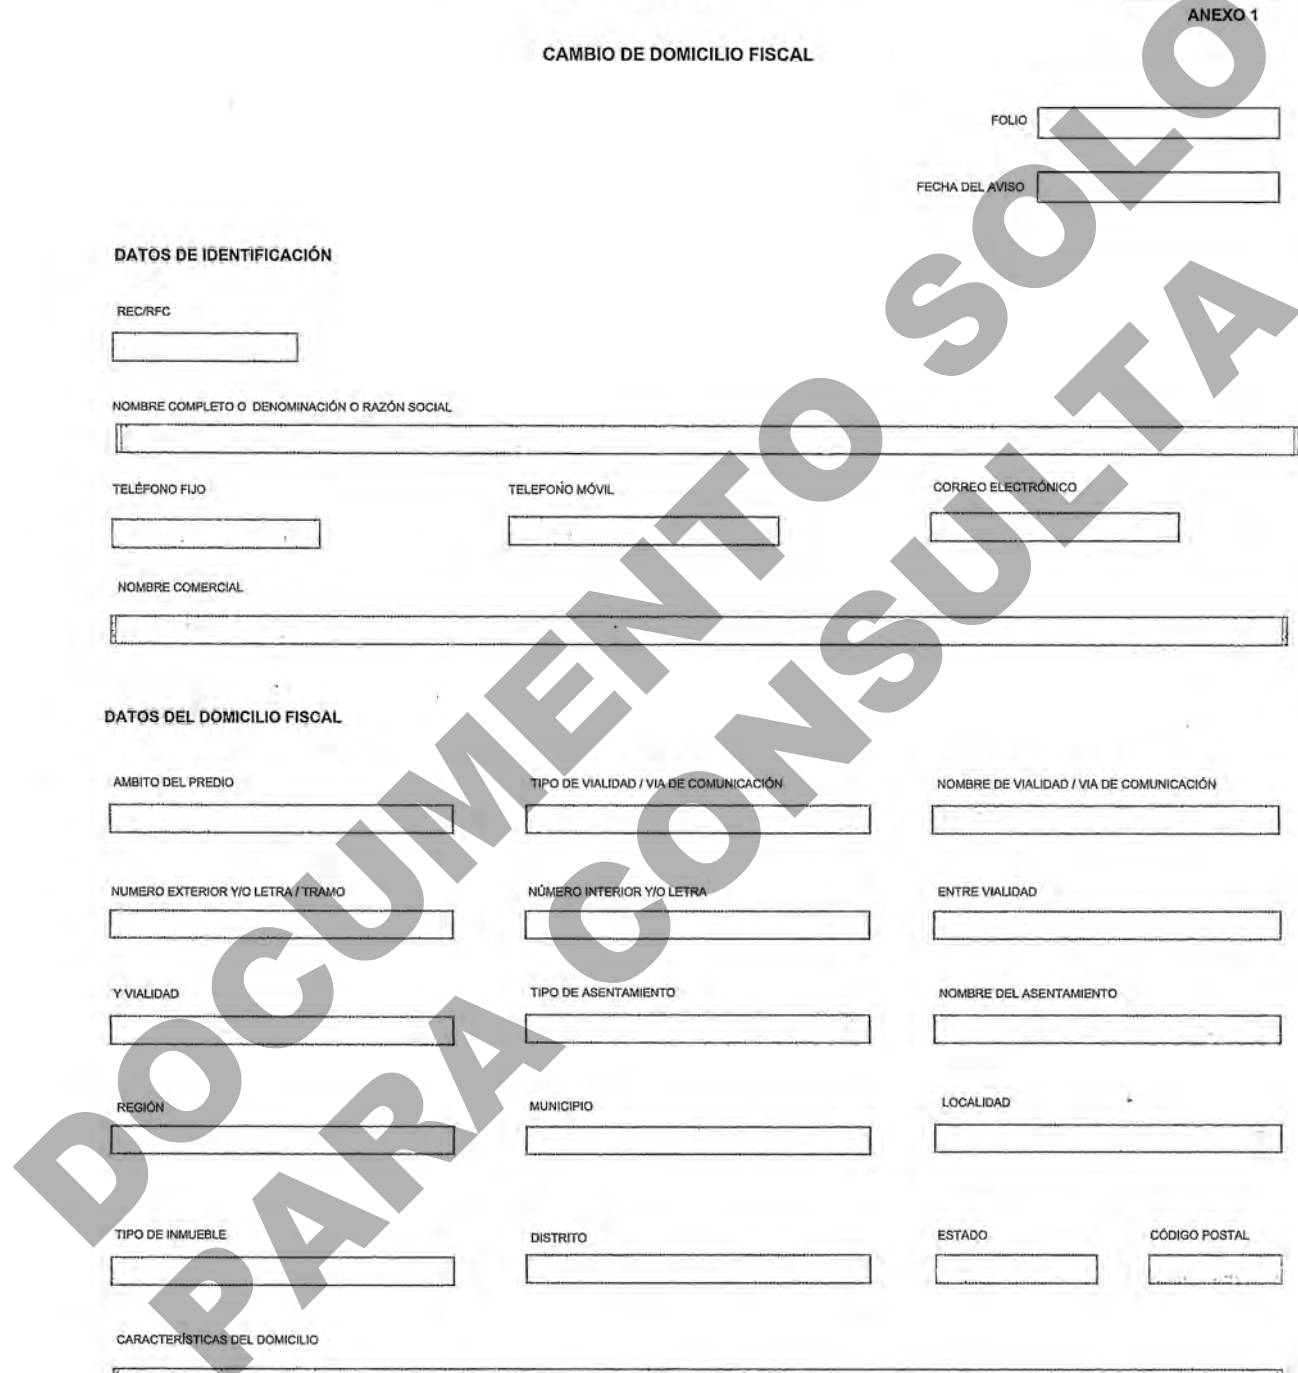 ANEXO 1
CAMBIO DE DOMICILIO FISCAL
FOLIO
FECHA DEL AVISO
DATOS DE IDENTIFICACIÓN
REC/RFC
NOMBRE COMPLETO O DENOMINACIÓN O RAZÓN SOCIAL
TELÉFONO FIJO TELEFONO MÓVIL CORREO ELECTRÓNICO
NOMBRE COMERCIAL
DATOS DEL DOMICILIO FISCAL
AMBITO DEL PREDIO TIPO DE VIALIDAD / VIA DE COMUNICACIÓN NOMBRE DE VIALIDAD / VIA DE COMUNICACIÓN
NUMERO EXTERIOR Y/O LETRA / TRAMO NÚMERO INTERIOR Y/O LETRA ENTRE VIALIDAD
Y VIALIDAD TIPO DE ASENTAMIENTO NOMBRE DEL ASENTAMIENTO
REGIÓN MUNICIPIO LOCALIDAD
TIPO DE INMUEBLE DISTRITO ESTADO CÓDIGO POSTAL
CARACTERÍSTICAS DEL DOMICILIO
DOCUMENTO SOLO
PARA CONSULTA